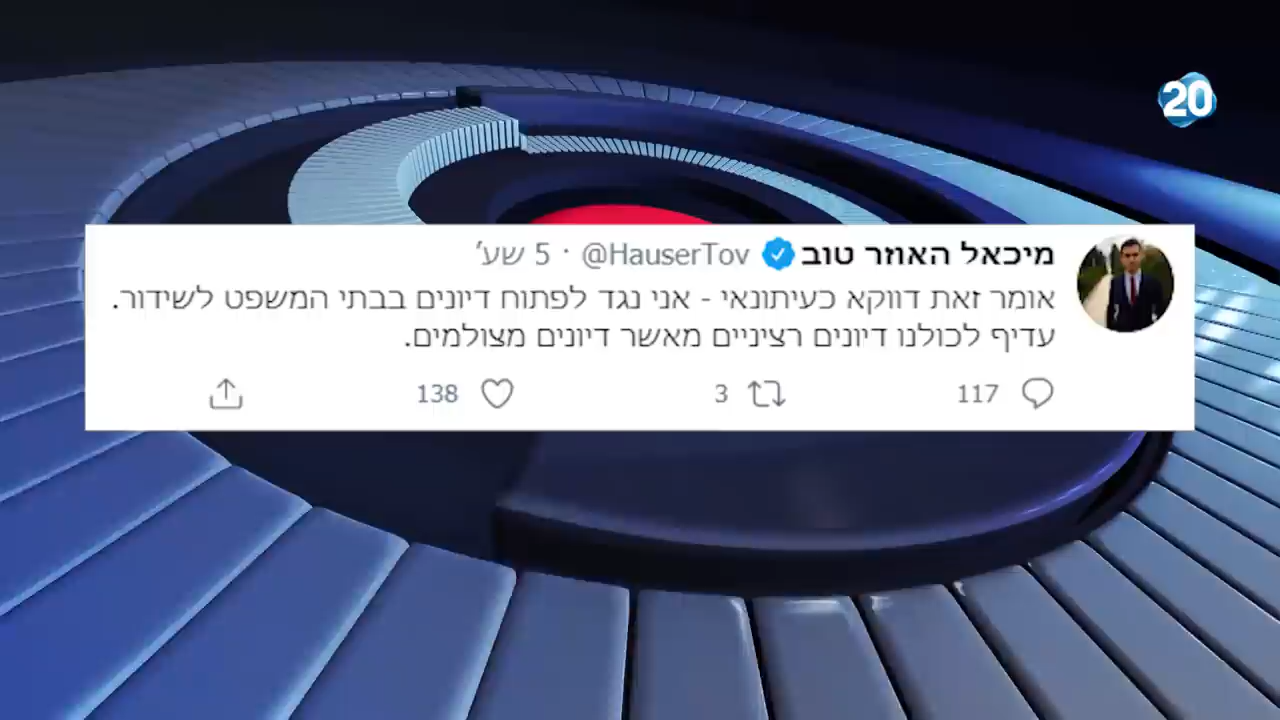 20
מיכאל האוזר טוב @HauserTov · 5 שע׳
אומר זאת דווקא כעיתונאי - אני נגד לפתוח דיונים בבתי המשפט לשידור.
עדיף לכולנו דיונים רציניים מאשר דיונים מצולמים.
117 3 138